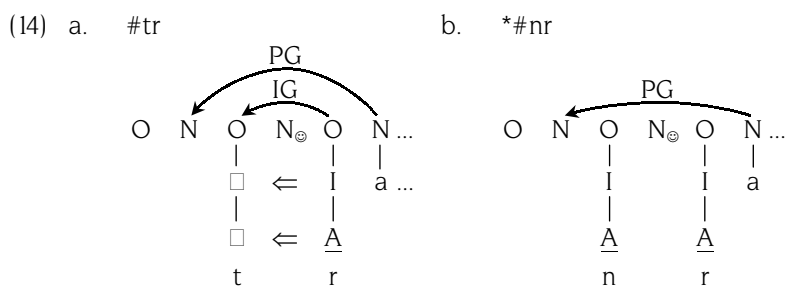 (14) a. #tr b. *#nr
PG
IG PG
O N O N☺ O N ... O N O N☺ O N...
□ ⇐ I a ... I I a
□ ⇐ A A A
t r n r